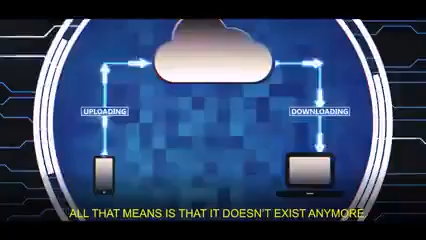 UPLOADING
DOWNLOADING
ALL THAT MEANS IS THAT IT DOESN'T EXIST ANYMORE